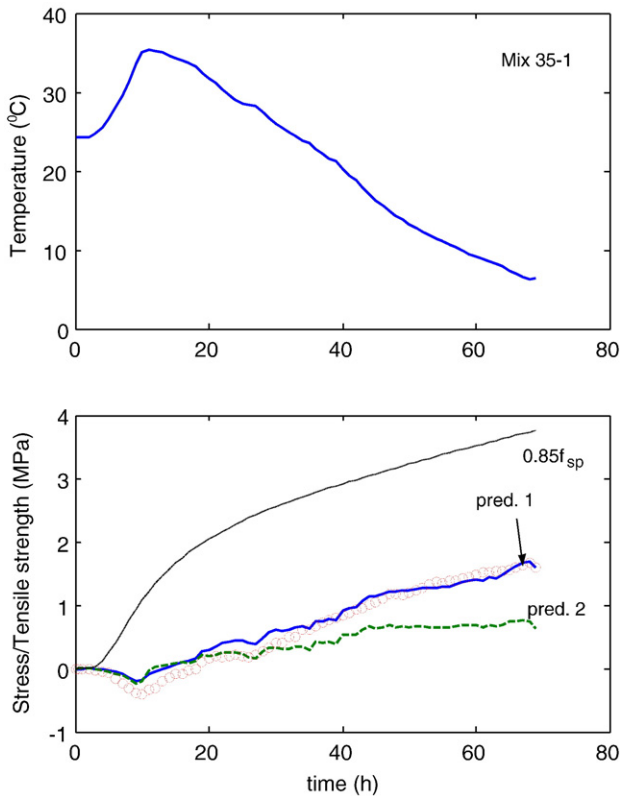 40
30
20
10
0
Temperature (⁰C)
Mix 35-1
0 20 40 60 80
4
3
2
1
0
-1
Stress/Tensile strength (MPa)
0.85fsp
pred. 1
pred. 2
0 20 40 60 80
time (h)